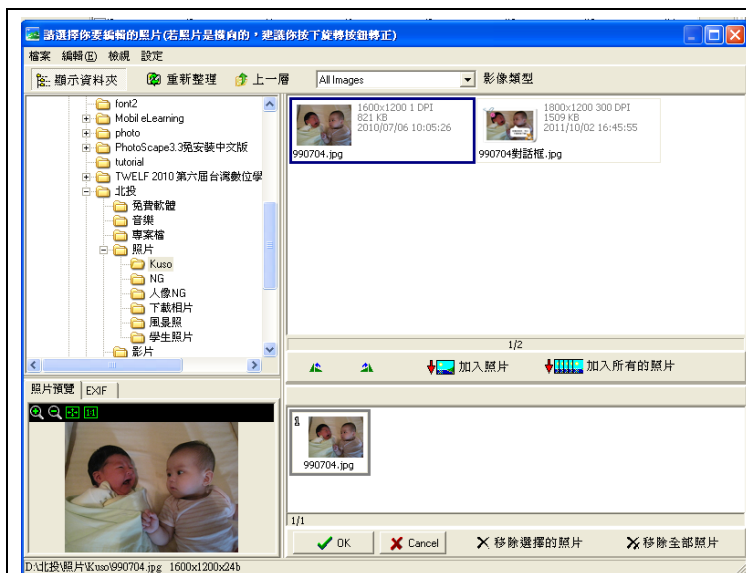 請選擇你要編輯的照片(若照片是橫向的，建議你按下旋轉按鈕轉正)
檔案 編輯(E) 檢視 設定
顯示資料夾 重新整理 上一層 All Images 影像類型
font2
Mobil eLearning
photo
PhotoScape3.3免安裝中文版
tutorial
TWELF 2010 第六屆台灣數位學
北投
免費軟體
音樂
專案檔
照片
Kuso
NG
人像NG
下載相片
風景照
學生照片
影片
1600x1200 1 DPI
821 KB
2010/07/06 10:05:26
990704.jpg
1800x1200 300 DPI
1509 KB
2011/10/02 16:45:55
990704對話框.jpg
1/2
加入照片 加入所有的照片
照片預覽 EXIF
1:1
990704.jpg
1/1
OK Cancel 移除選擇的照片 移除全部照片
D:\北投\照片\Kuso\990704.jpg 1600x1200x24b